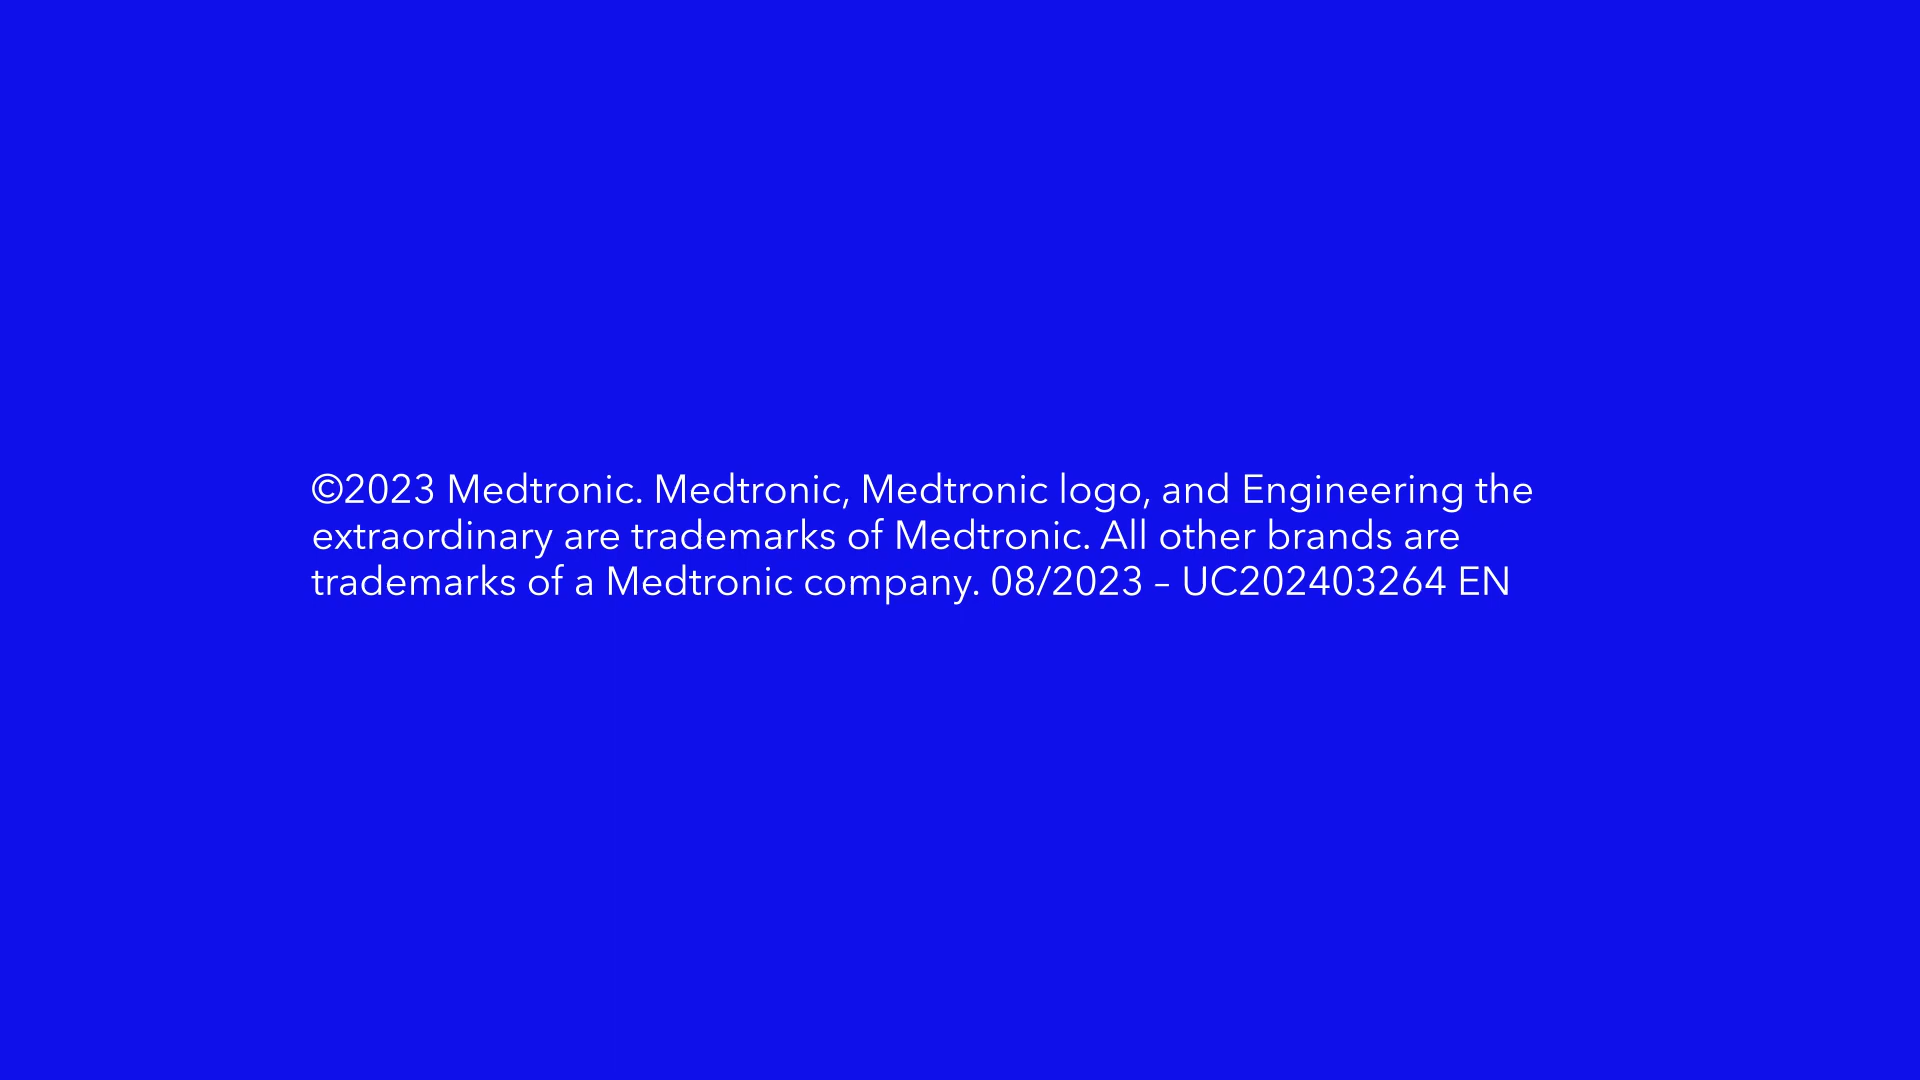 ©2023 Medtronic. Medtronic, Medtronic logo, and Engineering the
extraordinary are trademarks of Medtronic. All other brands are
trademarks of a Medtronic company. 08/2023 – UC202403264 EN